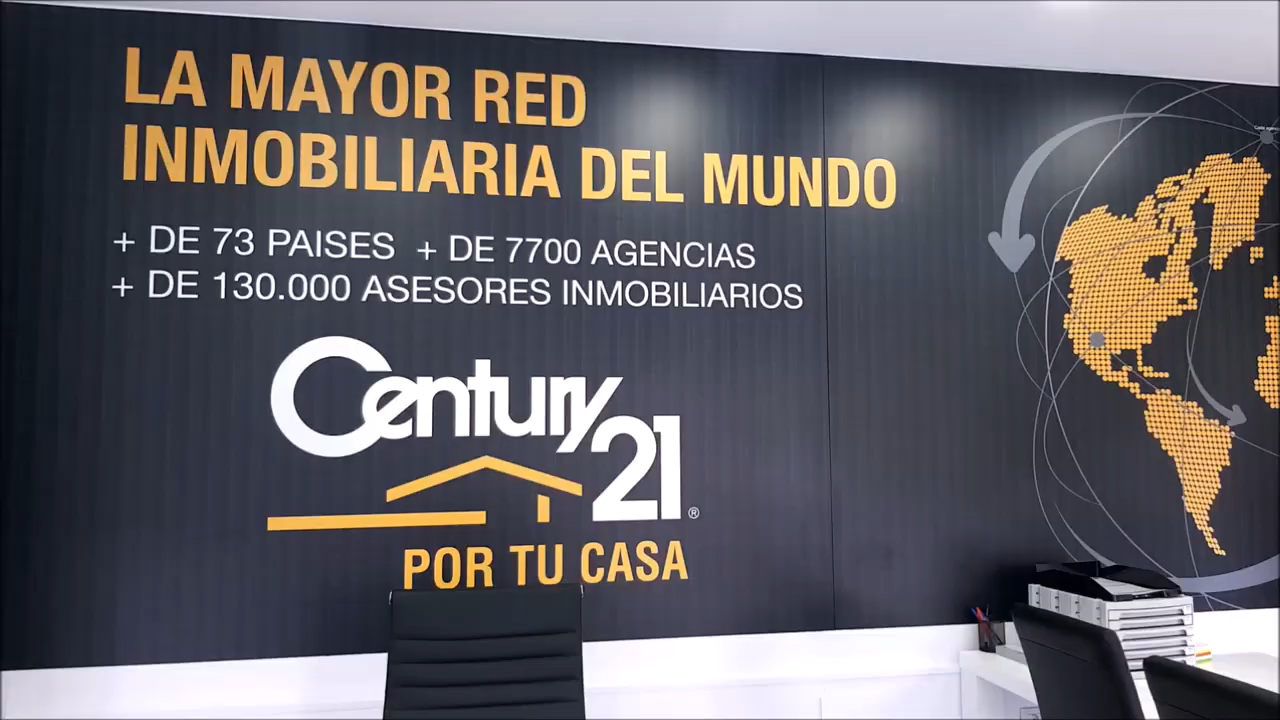 LA MAYOR RED
INMOBILIARIA DEL MUNDO
+ DE 73 PAISES + DE 7700 AGENCIAS
+ DE 130.000 ASESORES INMOBILIARIOS
Century
21®
POR TU CASA